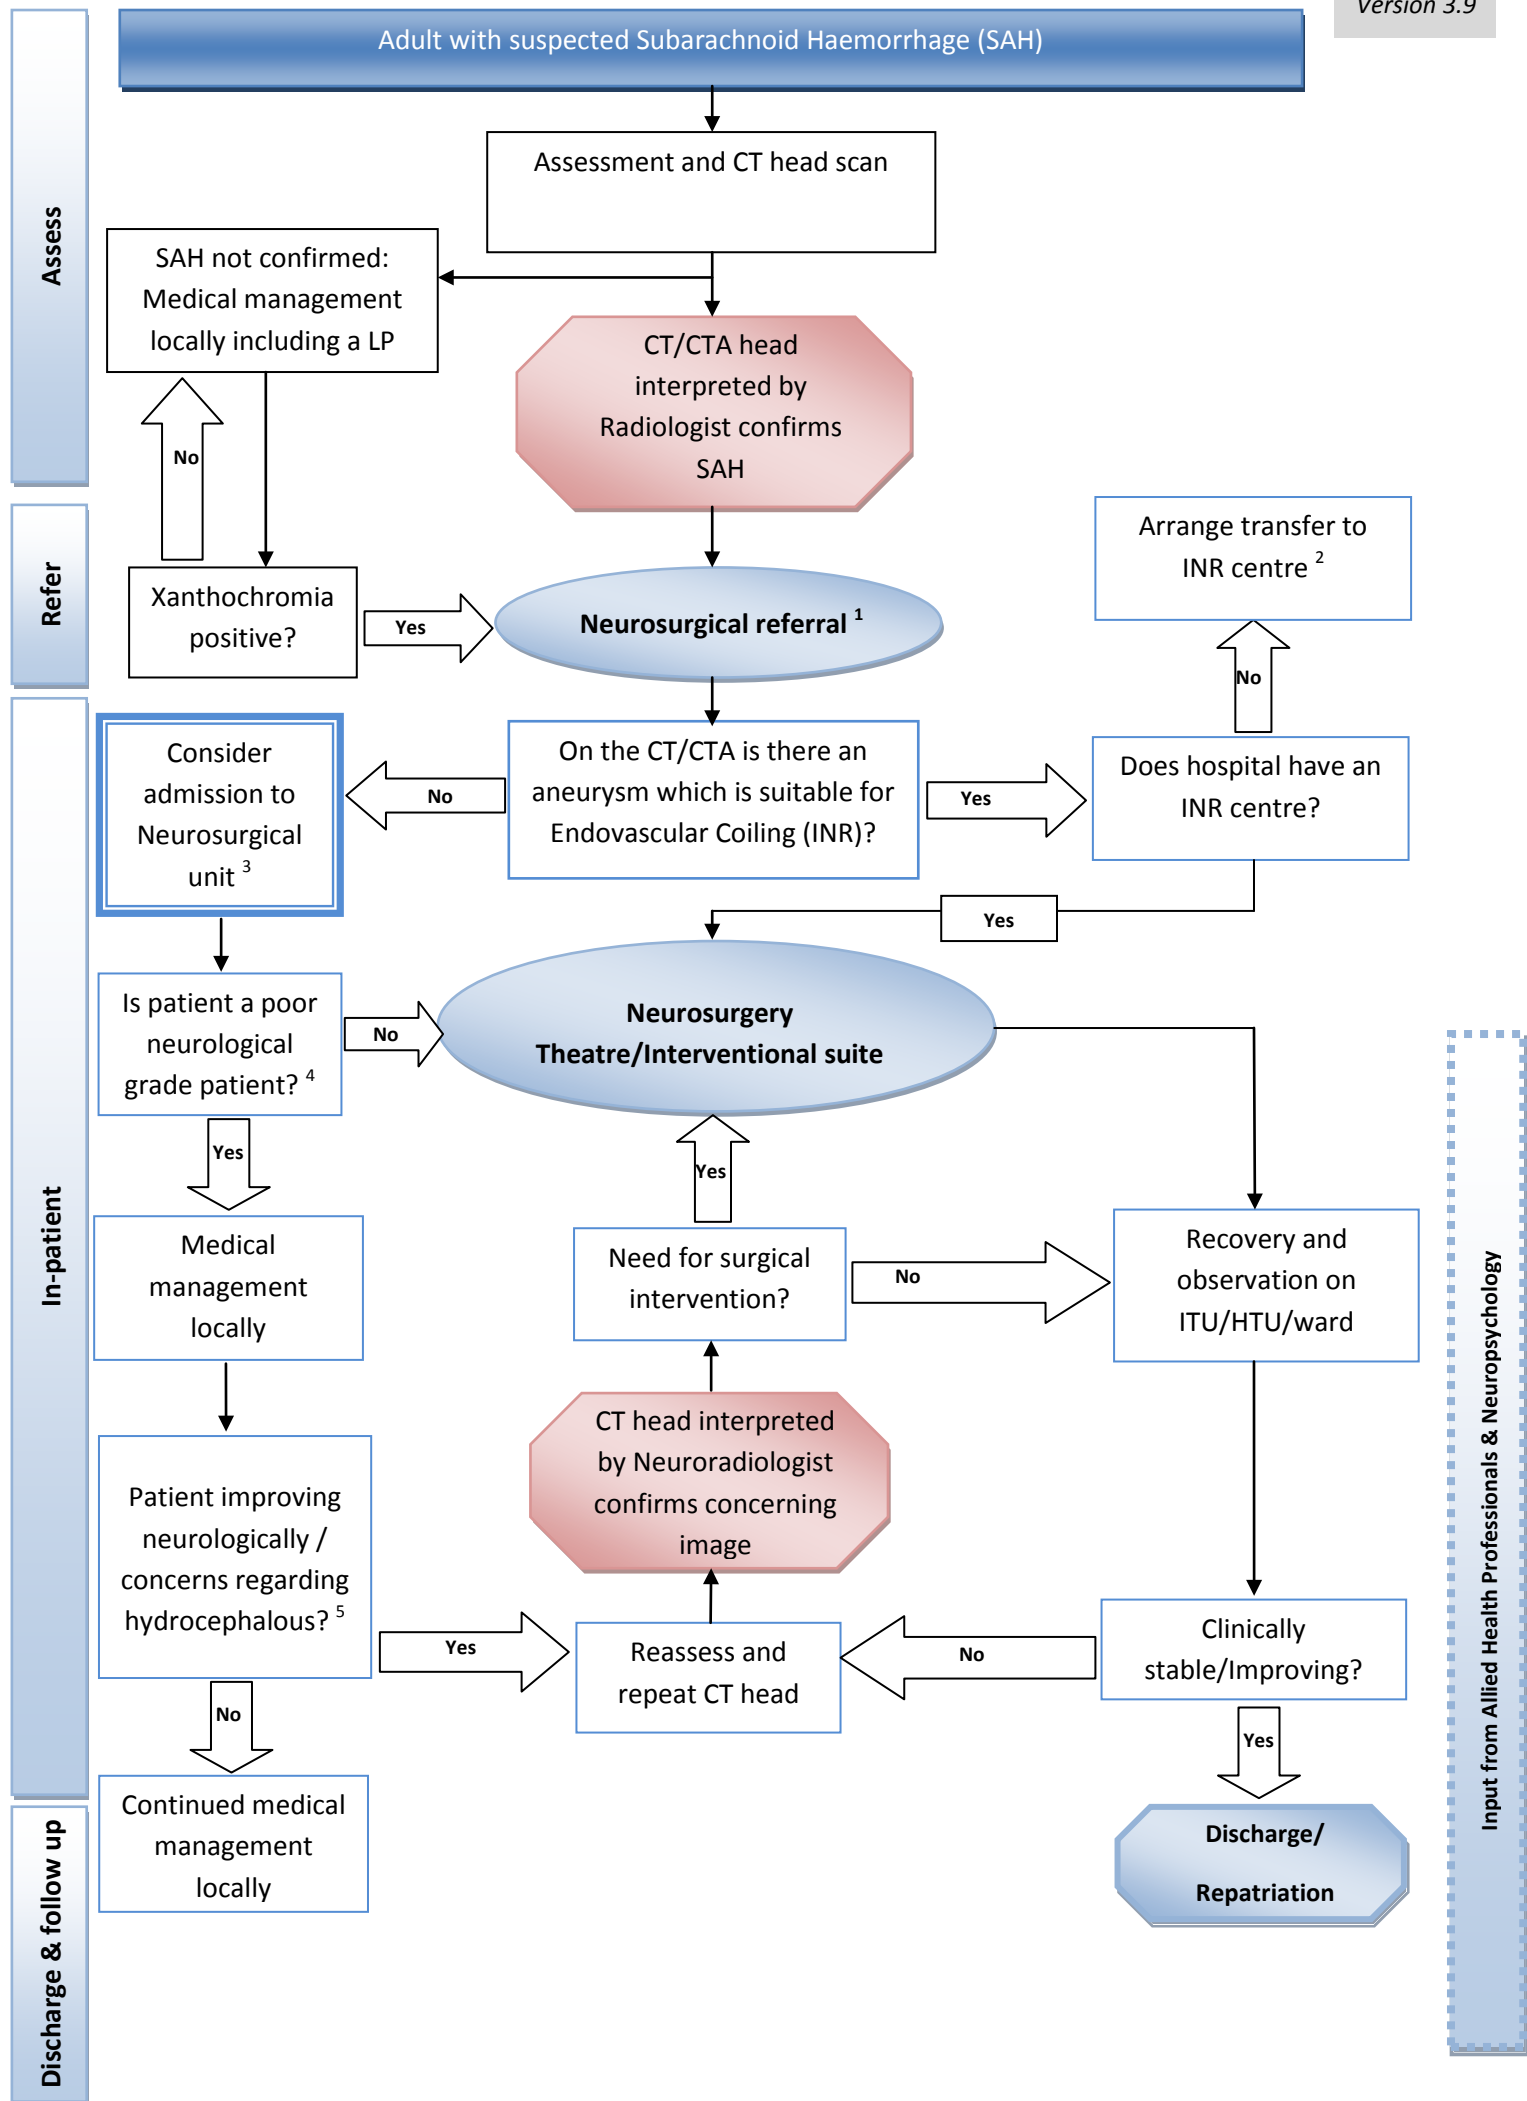 Version 3.9
Adult with suspected Subarachnoid Haemorrhage (SAH)
Assess
Assessment and CT head scan
SAH not confirmed:
Medical management
locally including a LP
CT/CTA head
interpreted by
Radiologist confirms
SAH
No
Refer
Xanthochromia
positive?
Yes
Neurosurgical referral 1
Arrange transfer to
INR centre 2
No
In-patient
Consider
admission to
Neurosurgical
unit 3
No
On the CT/CTA is there an
aneurysm which is suitable for
Endovascular Coiling (INR)?
Yes
Does hospital have an
INR centre?
Yes
Is patient a poor
neurological
grade patient? 4
No
Neurosurgery
Theatre/Interventional suite
Yes
Yes
Medical
management
locally
Need for surgical
intervention?
No
Recovery and
observation on
ITU/HTU/ward
CT head interpreted
by Neuroradiologist
confirms concerning
image
Patient improving
neurologically /
concerns regarding
hydrocephalous? 5
Yes
Reassess and
repeat CT head
No
Clinically
stable/Improving?
No
Yes
Continued medical
management
locally
Discharge/
Repatriation
Discharge & follow up
Input from Allied Health Professionals & Neuropsychology